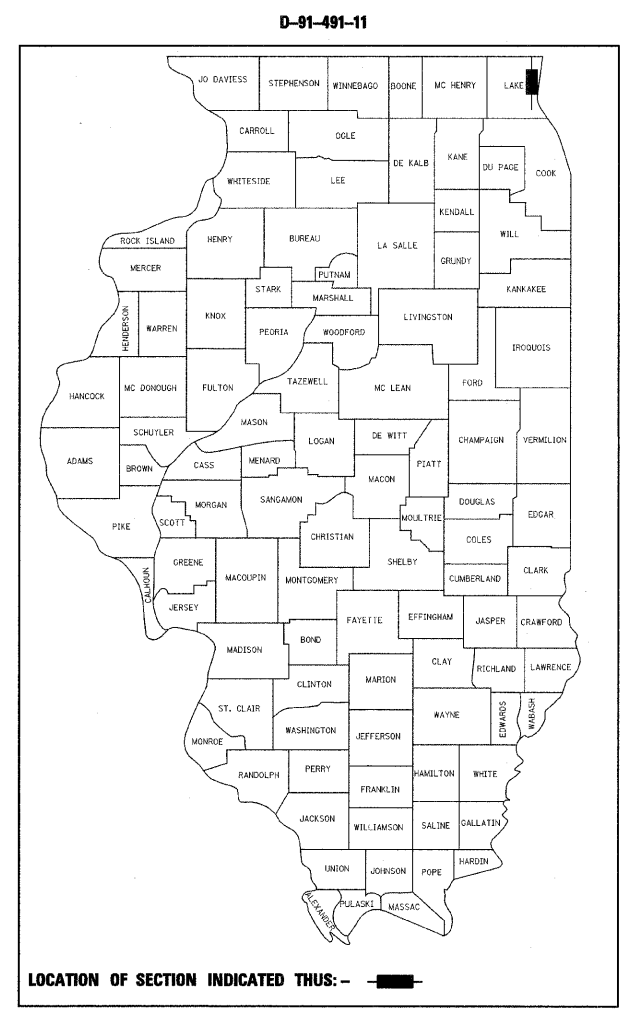 D-91-491-11
JO DAVIESS STEPHENSON WINNEBAGO BOONE MC HENRY LAKE
CARROLL OGLE DE KALB KANE DU PAGE COOK
WHITESIDE LEE KENDALL
ROCK ISLAND HENRY BUREAU LA SALLE GRUNDY WILL
MERCER PUTNAM STARK MARSHALL KANKAKEE
HENDERSON WARREN KNOX PEORIA WOODFORD LIVINGSTON IROQUOIS
HANCOCK MC DONOUGH FULTON TAZEWELL MC LEAN FORD
SCHUYLER MASON LOGAN DE WITT CHAMPAIGN VERMILION
ADAMS BROWN CASS MENARD MACON PIATT
PIKE SCOTT MORGAN SANGAMON CHRISTIAN MOULTRIE DOUGLAS EDGAR
COLES
CALHOUN GREENE MACOUPIN MONTGOMERY SHELBY CUMBERLAND CLARK
JERSEY FAYETTE EFFINGHAM JASPER CRAWFORD
MADISON BOND CLAY RICHLAND LAWRENCE
CLINTON MARION
ST. CLAIR WAYNE EDWARDS WABASH
MONROE WASHINGTON JEFFERSON
RANDOLPH PERRY FRANKLIN HAMILTON WHITE
JACKSON WILLIAMSON SALINE GALLATIN
UNION JOHNSON POPE HARDIN
ALEXANDER PULASKI MASSAC
LOCATION OF SECTION INDICATED THUS: -